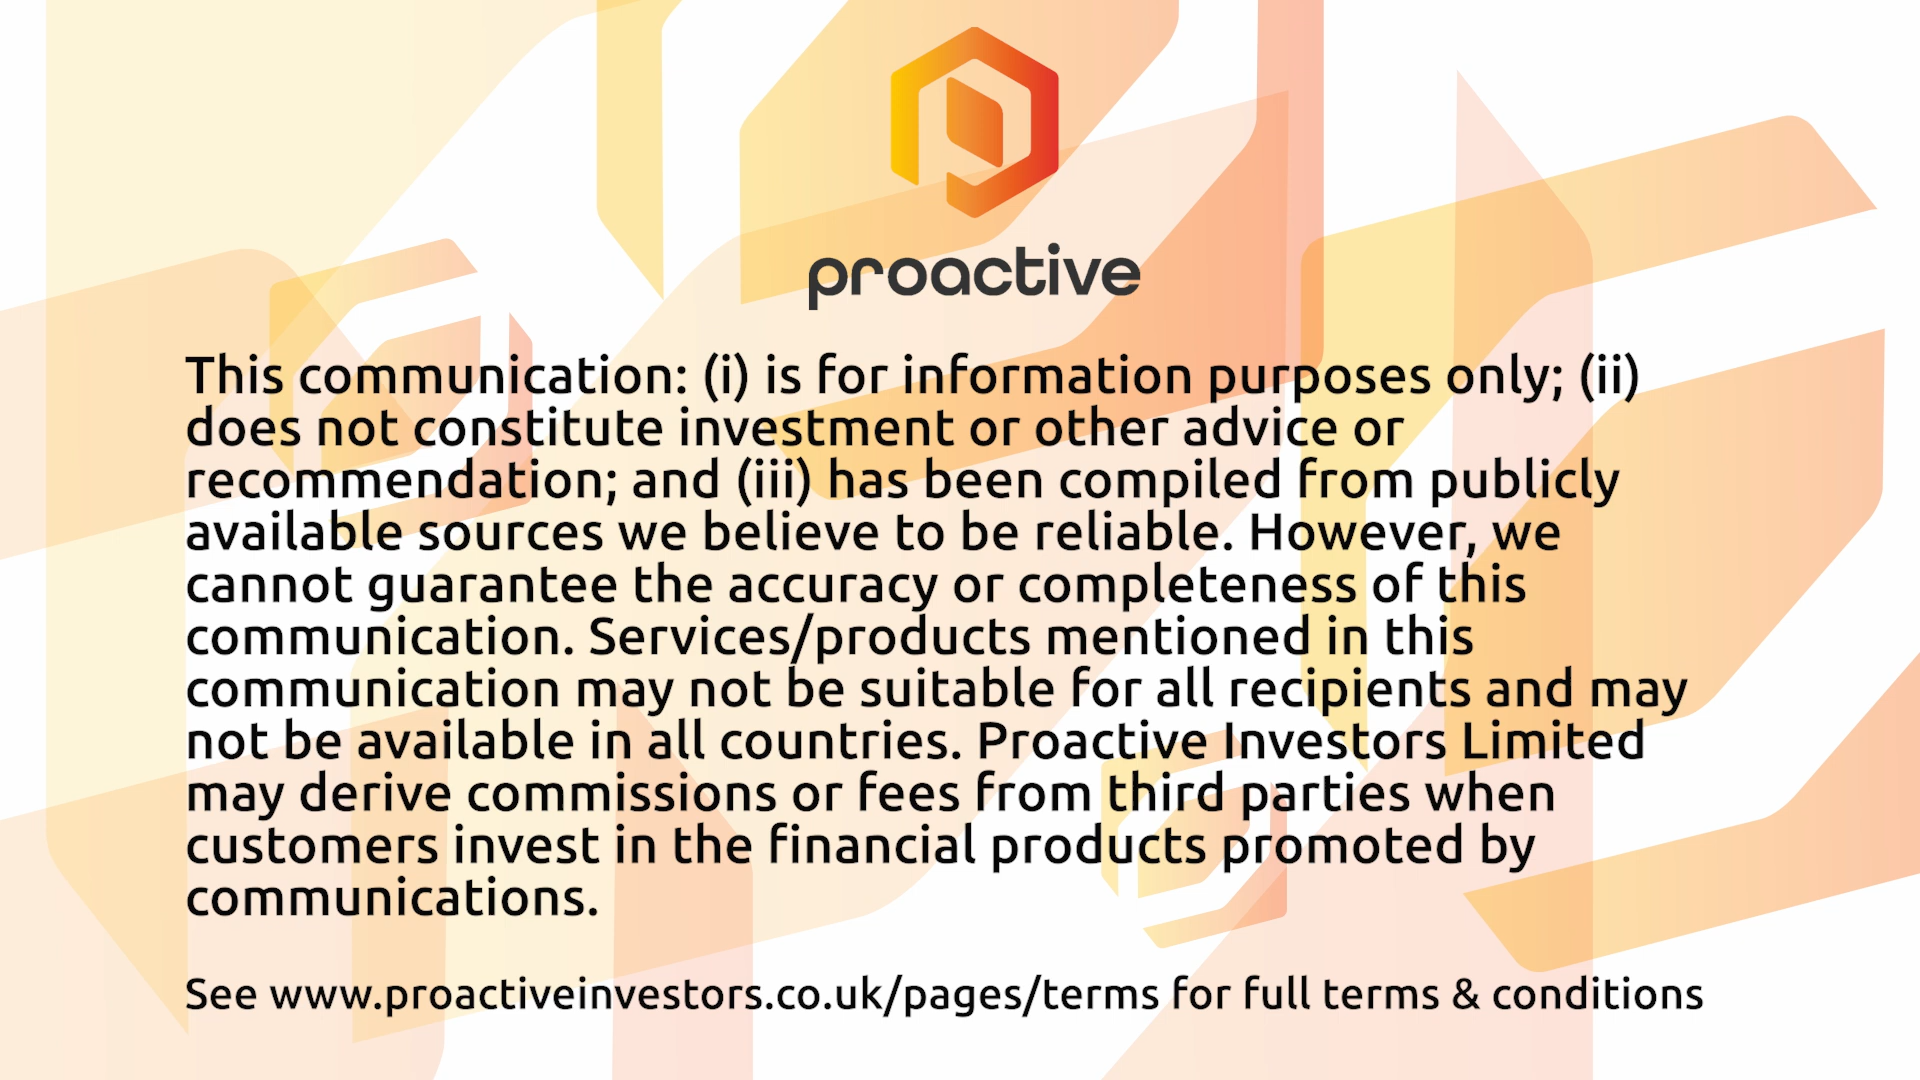 proactive
This communication: (i) is for information purposes only; (ii)
does not constitute investment or other advice or
recommendation; and (iii) has been compiled from publicly
available sources we believe to be reliable. However, we
cannot guarantee the accuracy or completeness of this
communication. Services/products mentioned in this
communication may not be suitable for all recipients and may
not be available in all countries. Proactive Investors Limited
may derive commissions or fees from third parties when
customers invest in the financial products promoted by
communications.
See www.proactiveinvestors.co.uk/pages/terms for full terms & conditions